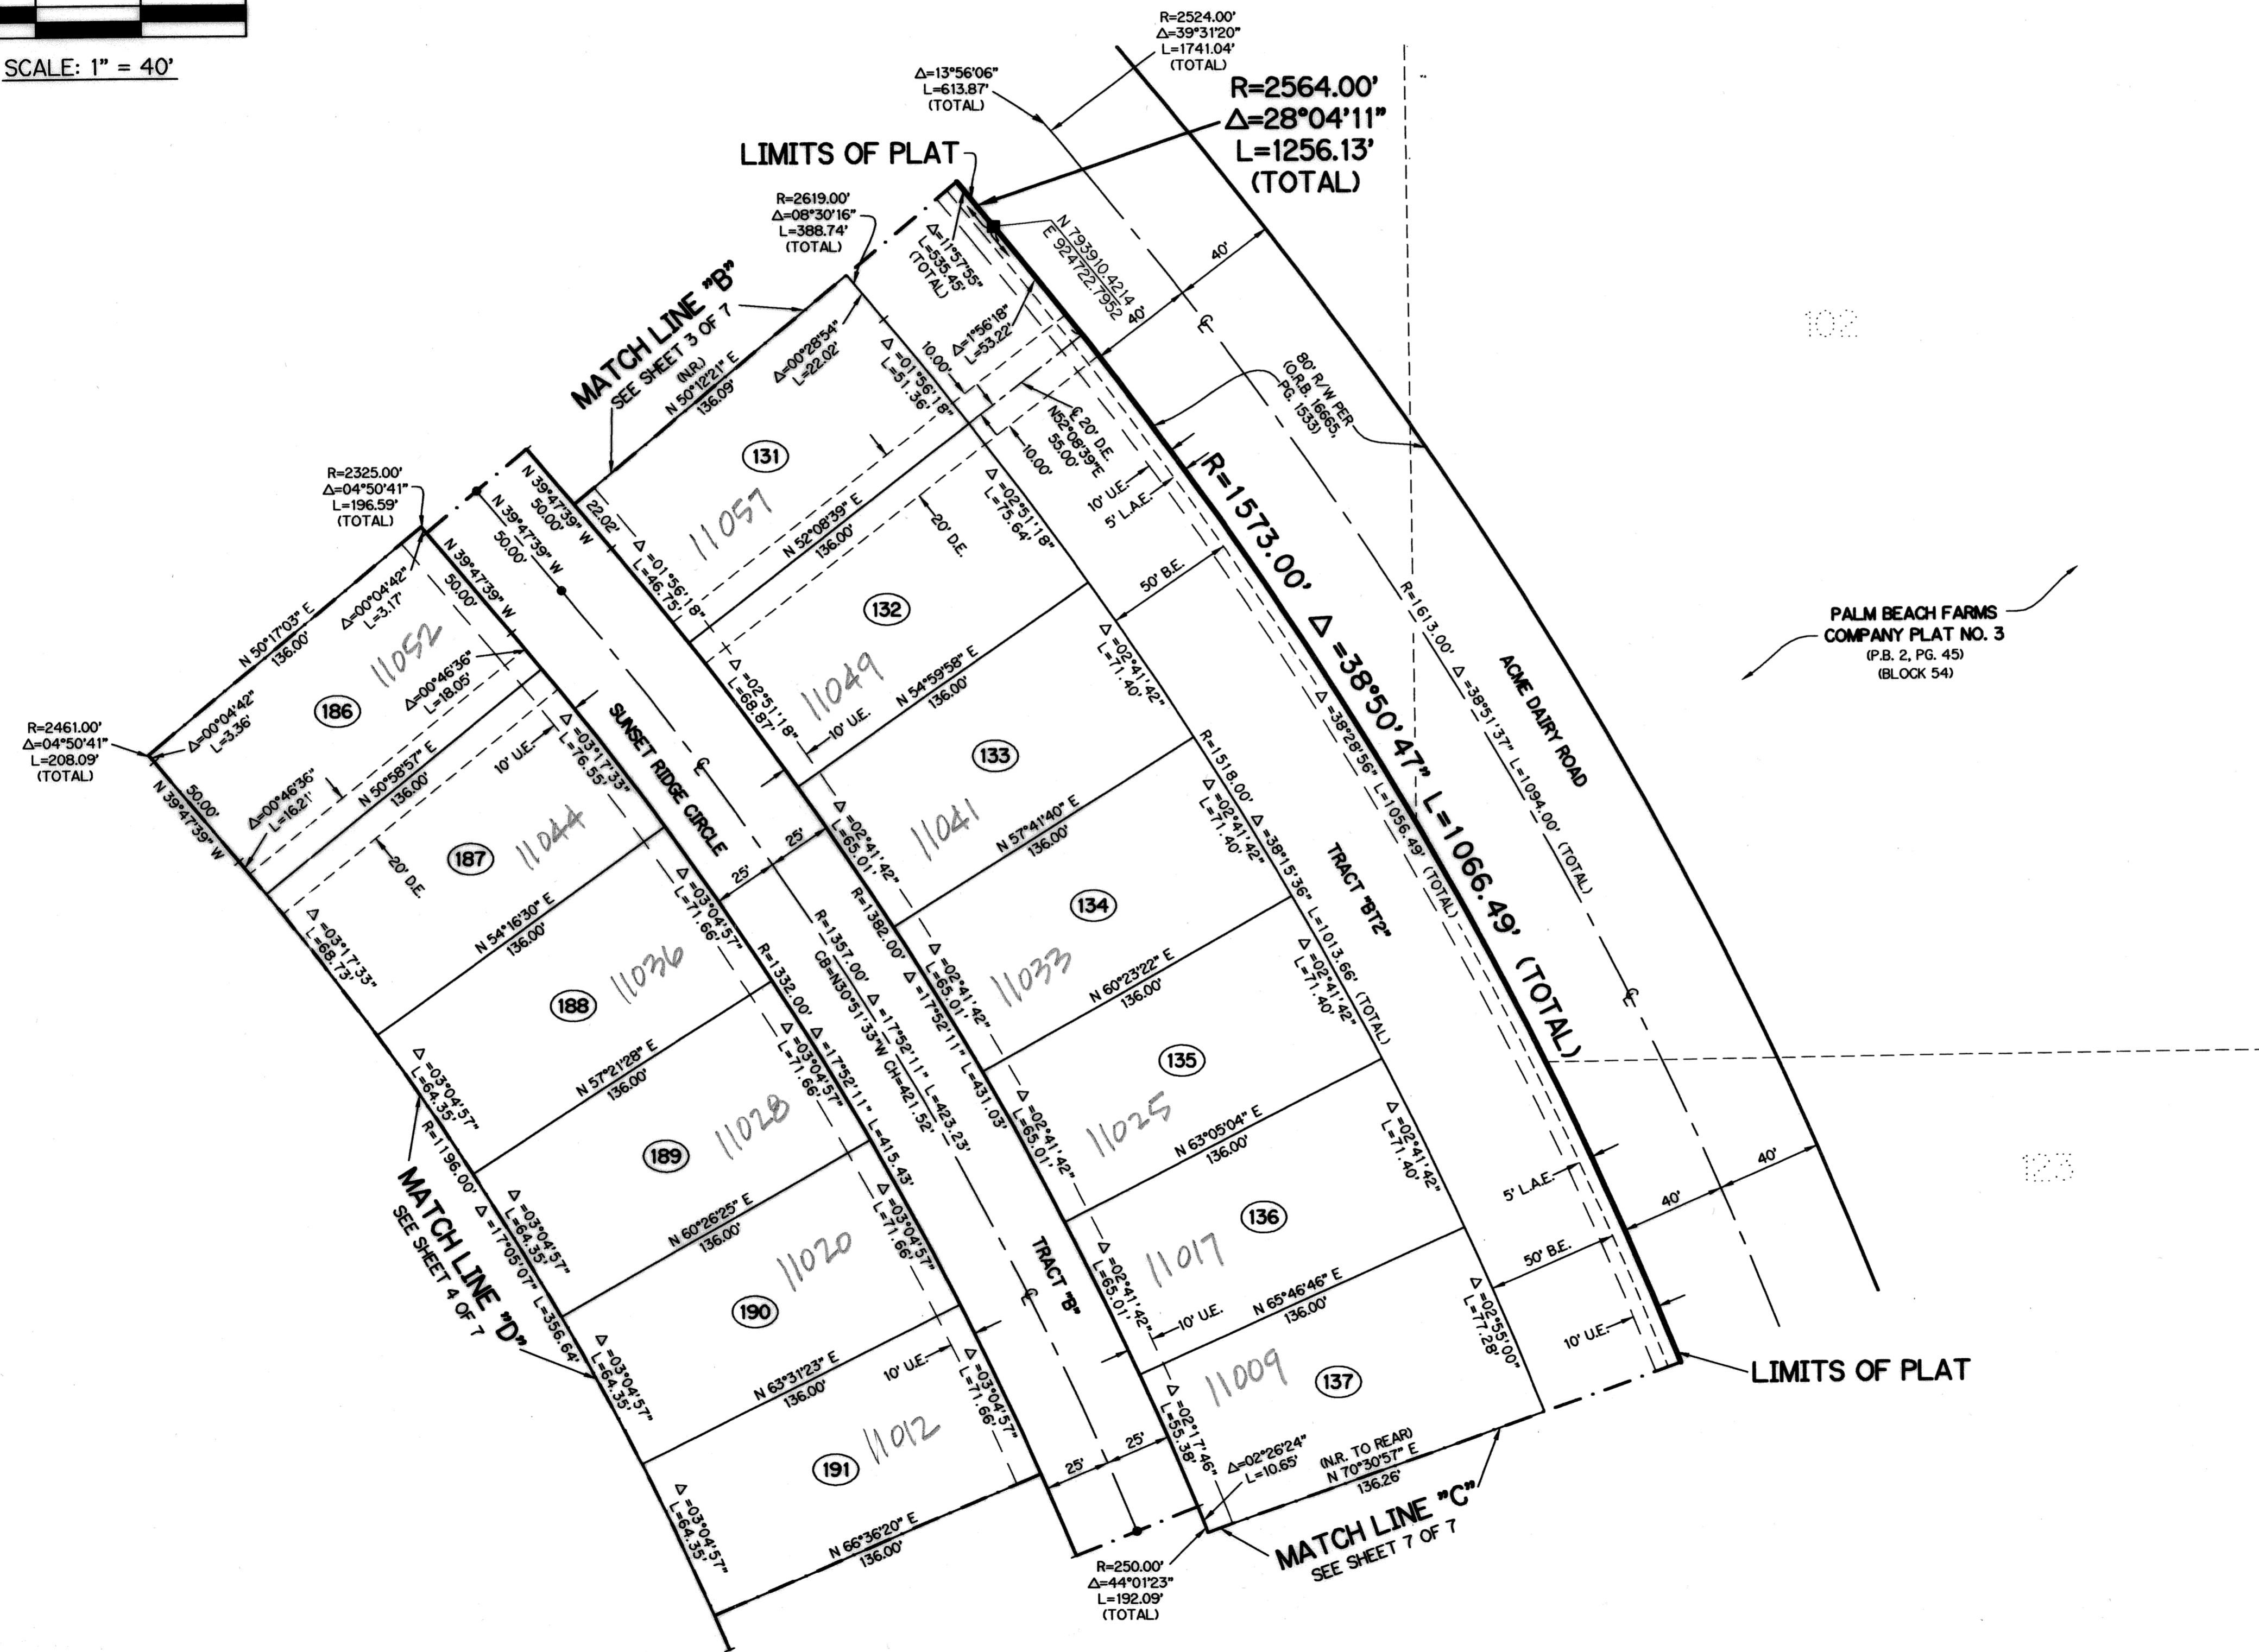 SCALE: 1" = 40'
R=2524.00'
Δ=39°31'20"
L=1741.04'
(TOTAL)
Δ=13°56'06"
L=613.87'
(TOTAL)
R=2564.00'
Δ=28°04'11"
L=1256.13'
(TOTAL)
LIMITS OF PLAT
R=2619.00'
Δ=08°30'16"
L=388.74'
(TOTAL)
Δ=11°57'55"
L=535.45'
(TOTAL)
N 793910.4214
E 924722.7952
40'
40'
102
MATCH LINE "B"
SEE SHEET 3 OF 7
(N.R.)
N 50°12'21" E
136.09'
Δ=00°28'54"
L=22.02'
Δ=01°56'18"
L=51.36'
Δ=1°56'18"
L=53.22'
10.00'
₵ 20' D.E.
N52°08'39"E
55.00'
10.00'
80' R/W PER
(O.R.B. 16665,
PG. 1533)
R=2325.00'
Δ=04°50'41"
L=196.59'
(TOTAL)
N 39°47'39" W
50.00'
N 39°47'39" W
50.00'
N 39°47'39" W
50.00'
22.02'
131
11057
Δ=01°56'18"
L=46.75'
N 52°08'39" E
136.00'
20' D.E.
Δ=02°51'18"
L=75.64'
10' U.E.
5' L.A.E.
R=1573.00' Δ=38°50'47" L=1066.49' (TOTAL)
50' B.E.
132
11049
Δ=02°51'18"
L=68.87'
10' U.E.
N 54°59'58" E
136.00'
Δ=02°41'42"
L=71.40'
R=1613.00' Δ=38°51'37" L=1094.00' (TOTAL)
ACME DAIRY ROAD
PALM BEACH FARMS
COMPANY PLAT NO. 3
(P.B. 2, PG. 45)
(BLOCK 54)
N 50°17'03" E
136.00'
Δ=00°04'42"
L=3.17'
11052
186
Δ=00°46'36"
L=18.05'
Δ=00°04'42"
L=3.36'
R=2461.00'
Δ=04°50'41"
L=208.09'
(TOTAL)
50.00'
N 39°47'39" W
Δ=00°46'36"
L=16.21'
N 50°58'57" E
136.00'
10' U.E.
Δ=03°17'33"
L=76.55'
SUNSET RIDGE CIRCLE
₵
133
11041
Δ=02°41'42"
L=65.01'
N 57°41'40" E
136.00'
R=1518.00' Δ=38°15'36" L=1013.66' (TOTAL)
Δ=02°41'42"
L=71.40'
Δ=38°28'56" L=1056.49' (TOTAL)
TRACT "BT2"
187
11044
20' D.E.
Δ=03°17'33"
L=68.73'
N 54°16'30" E
136.00'
Δ=03°04'57"
L=71.66'
25'
25'
R=1357.00' Δ=17°52'11" L=423.23'
CB=N30°51'33"W CH=421.52'
R=1382.00' Δ=17°52'11" L=431.03'
134
11033
Δ=02°41'42"
L=65.01'
N 60°23'22" E
136.00'
Δ=02°41'42"
L=71.40'
188
11036
R=1332.00' Δ=17°52'11" L=415.43'
N 57°21'28" E
136.00'
Δ=03°04'57"
L=64.35'
Δ=03°04'57"
L=71.66'
135
11025
Δ=02°41'42"
L=65.01'
N 63°05'04" E
136.00'
Δ=02°41'42"
L=71.40'
189
11028
R=1196.00' Δ=17°05'07" L=356.64'
MATCH LINE "D"
SEE SHEET 4 OF 7
Δ=03°04'57"
L=64.35'
N 60°26'25" E
136.00'
Δ=03°04'57"
L=71.66'
136
11017
TRACT "B"
Δ=02°41'42"
L=65.01'
10' U.E.
N 65°46'46" E
136.00'
Δ=02°55'00"
L=77.28'
5' L.A.E.
50' B.E.
10' U.E.
40'
40'
123
LIMITS OF PLAT
190
11020
Δ=03°04'57"
L=64.35'
N 63°31'23" E
136.00'
10' U.E.
Δ=03°04'57"
L=71.66'
137
11009
Δ=02°17'46"
L=55.38'
Δ=02°26'24"
L=10.65'
(N.R. TO REAR)
N 70°30'57" E
136.26'
25'
25'
191
11012
Δ=03°04'57"
L=64.35'
N 66°36'20" E
136.00'
MATCH LINE "C"
SEE SHEET 7 OF 7
R=250.00'
Δ=44°01'23"
L=192.09'
(TOTAL)